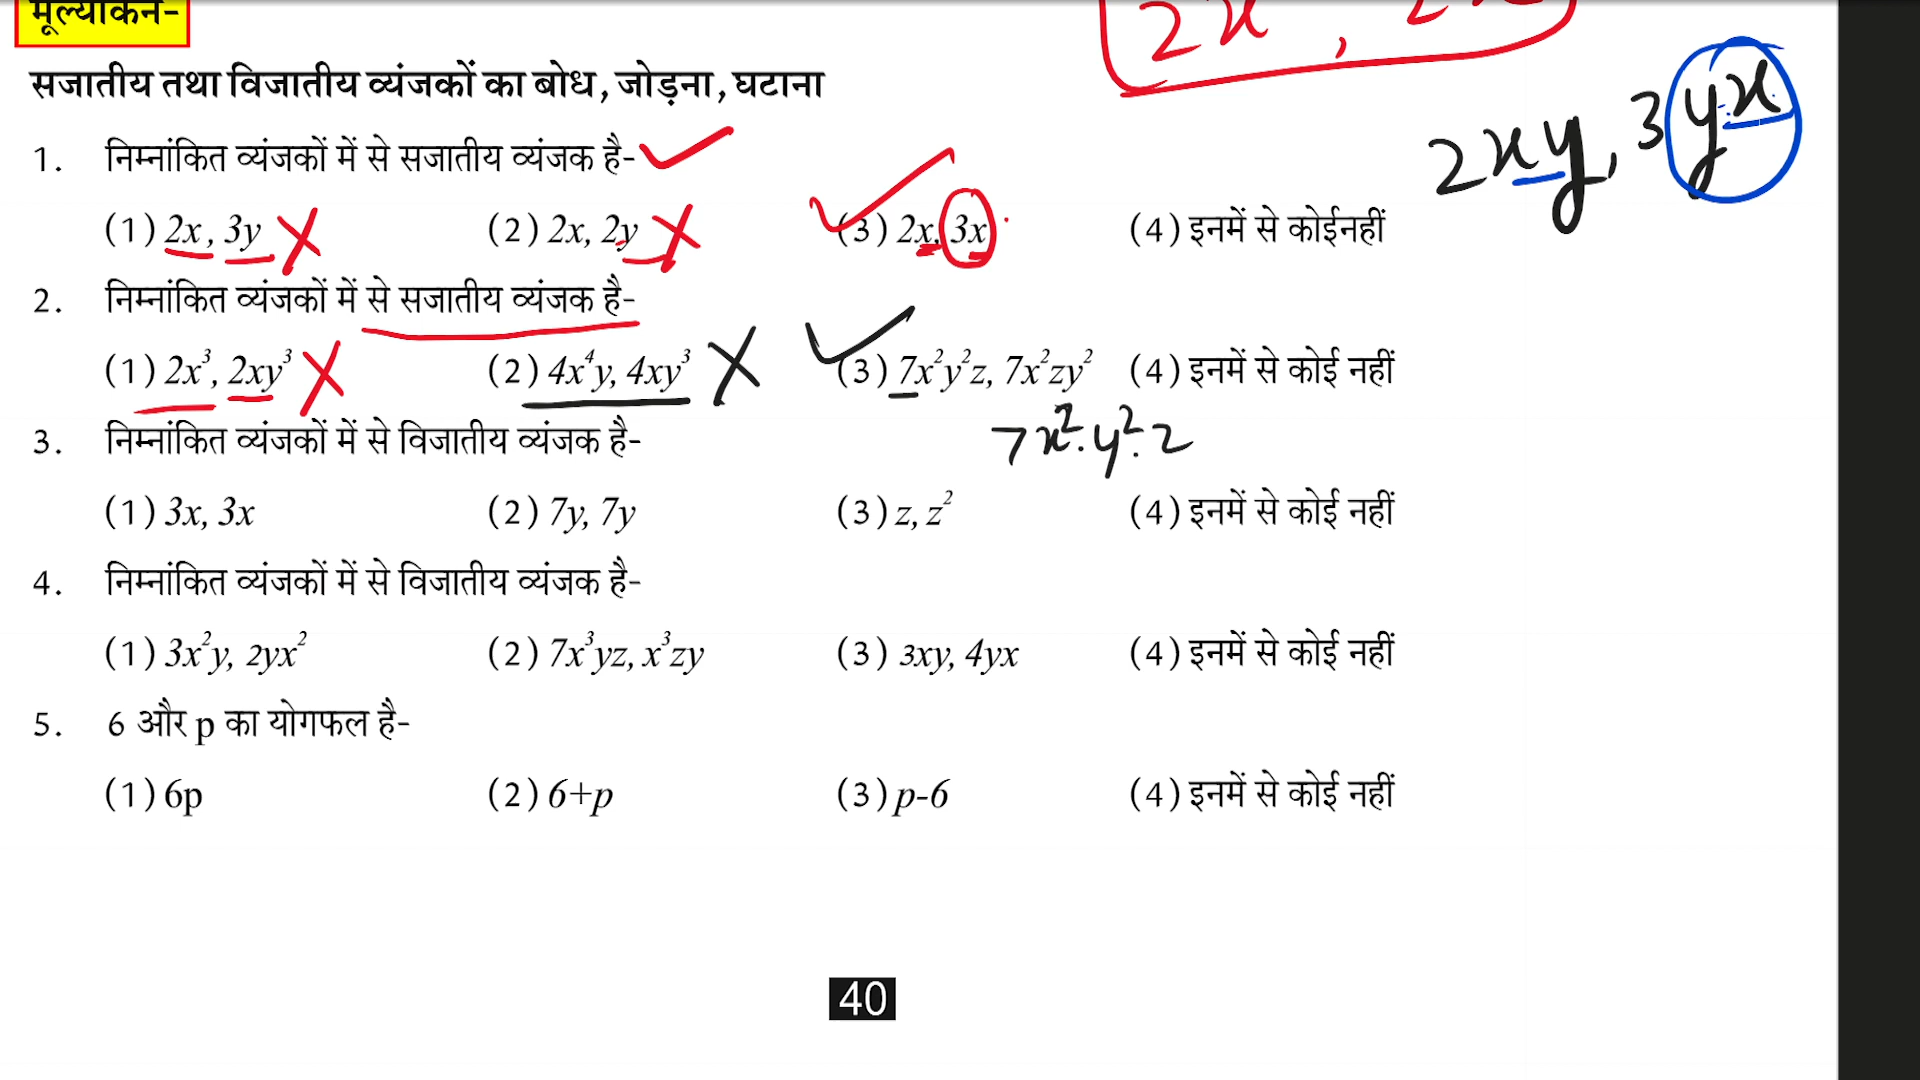 मूल्यांकन-
2x,
सजातीय तथा विजातीय व्यंजकों का बोध, जोड़ना, घटाना
2xy, 3yx
1. निम्नांकित व्यंजकों में से सजातीय व्यंजक है-
(1) 2x, 3y (2) 2x, 2y (3) 2x, 3x (4) इनमें से कोईनहीं
2. निम्नांकित व्यंजकों में से सजातीय व्यंजक है-
(1) 2x³, 2xy³ (2) 4x⁴y, 4xy³ (3) 7x²y²z, 7x²zy² (4) इनमें से कोई नहीं
7x².y².z
3. निम्नांकित व्यंजकों में से विजातीय व्यंजक है-
(1) 3x, 3x (2) 7y, 7y (3) z, z² (4) इनमें से कोई नहीं
4. निम्नांकित व्यंजकों में से विजातीय व्यंजक है-
(1) 3x²y, 2yx² (2) 7x³yz, x³zy (3) 3xy, 4yx (4) इनमें से कोई नहीं
5. 6 और p का योगफल है-
(1) 6p (2) 6+p (3) p-6 (4) इनमें से कोई नहीं
40